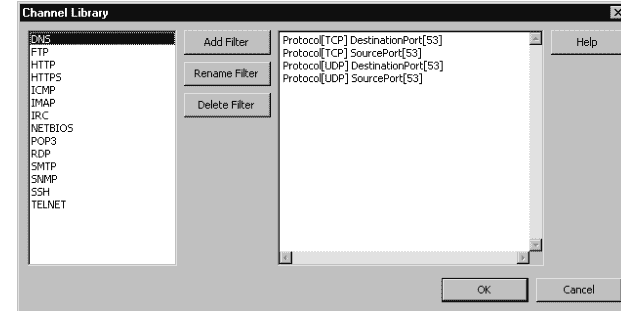 Channel Library
DNS
FTP
HTTP
HTTPS
ICMP
IMAP
IRC
NETBIOS
POP3
RDP
SMTP
SNMP
SSH
TELNET
Add Filter
Rename Filter
Delete Filter
Protocol[TCP] DestinationPort[53]
Protocol[TCP] SourcePort[53]
Protocol[UDP] DestinationPort[53]
Protocol[UDP] SourcePort[53]
Help
OK
Cancel